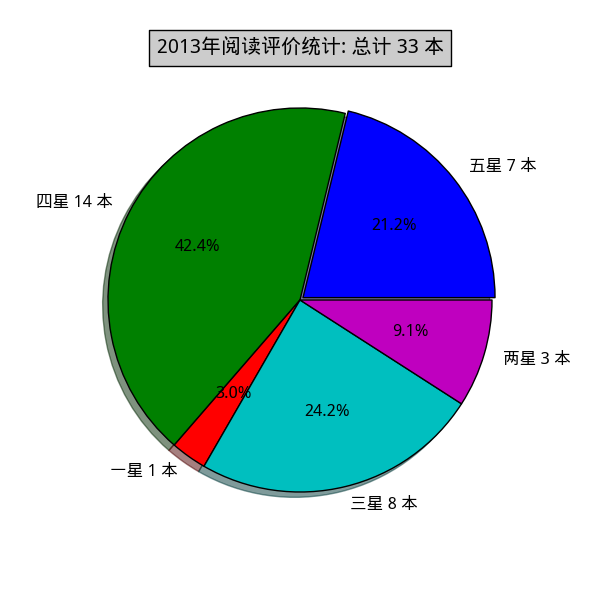 2013年阅读评价统计: 总计 33 本
五星 7 本
四星 14 本
21.2%
42.4%
9.1%
两星 3 本
3.0%
24.2%
一星 1 本
三星 8 本